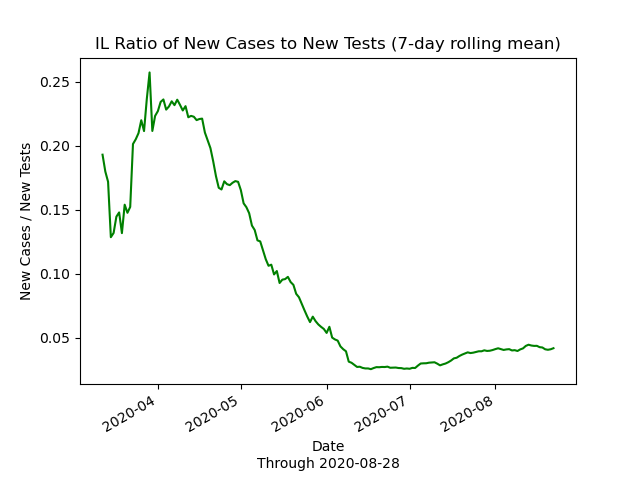 IL Ratio of New Cases to New Tests (7-day rolling mean)
0.25
0.20
0.15
0.10
0.05
New Cases / New Tests
2020-04
2020-05
2020-06
2020-07
2020-08
Date
Through 2020-08-28